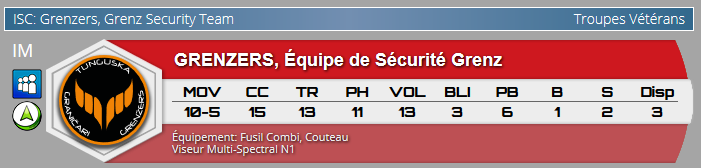 ISC: Grenzers, Grenz Security Team Troupes Vétérans
IM
TUNGUSKA
GRANICARI GRENZERS
GRENZERS, Équipe de Sécurité Grenz
MOV CC TR PH VOL BLI PB B S Disp
10-5 15 13 11 13 3 6 1 2 3
Équipement: Fusil Combi, Couteau
Viseur Multi-Spectral N1